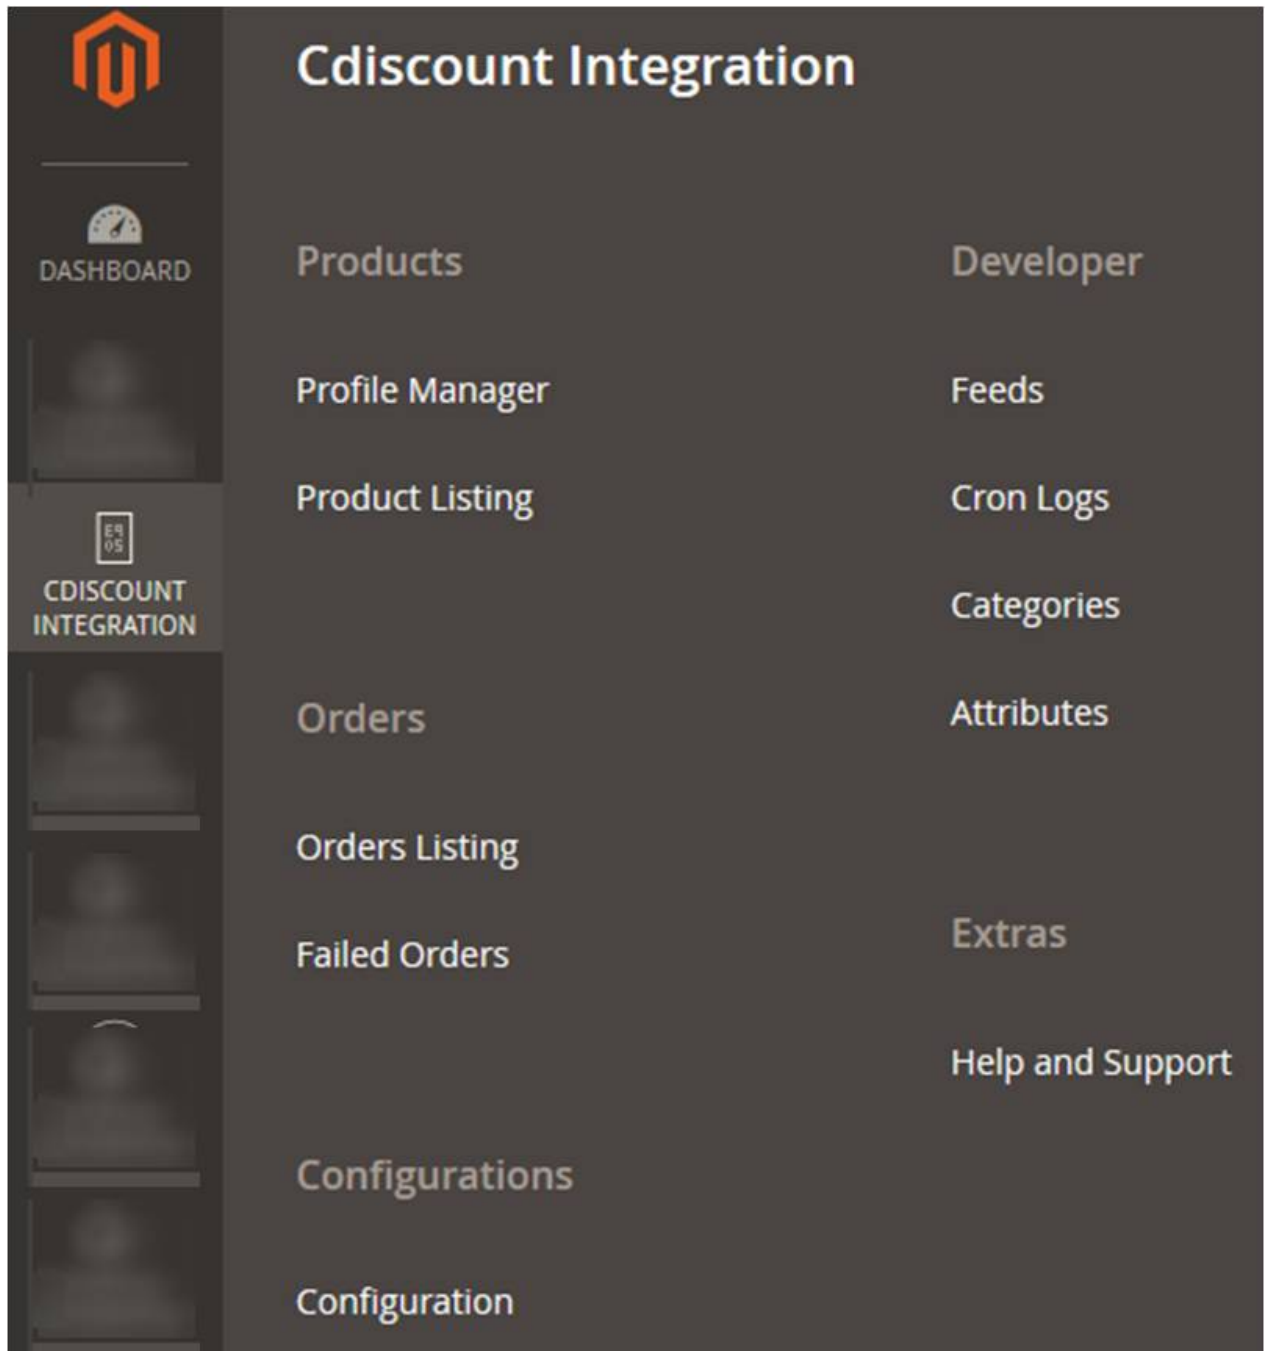 Cdiscount Integration
DASHBOARD
CDISCOUNT
INTEGRATION
Products
Profile Manager
Product Listing
Orders
Orders Listing
Failed Orders
Configurations
Configuration
Developer
Feeds
Cron Logs
Categories
Attributes
Extras
Help and Support